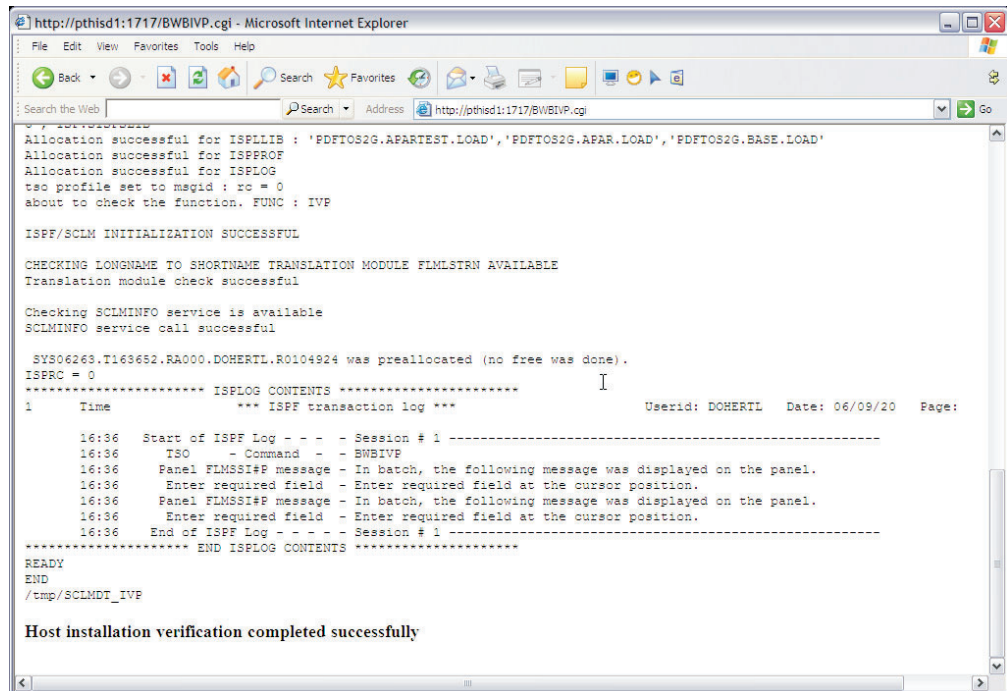 http://pthisd1:1717/BWBIVP.cgi - Microsoft Internet Explorer
File Edit View Favorites Tools Help
Back Search Favorites
Search the Web Search Address http://pthisd1:1717/BWBIVP.cgi Go
Allocation successful for ISPLLIB : 'PDFTOS2G.APARTEST.LOAD','PDFTOS2G.APAR.LOAD','PDFTOS2G.BASE.LOAD'
Allocation successful for ISPPROF
Allocation successful for ISPLOG
tso profile set to msgid : rc = 0
about to check the function. FUNC : IVP
ISPF/SCLM INITIALIZATION SUCCESSFUL
CHECKING LONGNAME TO SHORTNAME TRANSLATION MODULE FLMLSTRN AVAILABLE
Translation module check successful
Checking SCLMINFO service is available
SCLMINFO service call successful
SYS06263.T163652.RA000.DOHERTL.R0104924 was preallocated (no free was done).
ISPRC = 0
*********************** ISPLOG CONTENTS ***********************
1 Time *** ISPF transaction log *** Userid: DOHERTL Date: 06/09/20 Page:
16:36 Start of ISPF Log - - - - Session # 1 ------------------------------------------------------
16:36 TSO - Command - - BWBIVP
16:36 Panel FLMSSI#P message - In batch, the following message was displayed on the panel.
16:36 Enter required field - Enter required field at the cursor position.
16:36 Panel FLMSSI#P message - In batch, the following message was displayed on the panel.
16:36 Enter required field - Enter required field at the cursor position.
16:36 End of ISPF Log - - - - - Session # 1 ------------------------------------------------------
********************* END ISPLOG CONTENTS *********************
READY
END
/tmp/SCLMDT_IVP
Host installation verification completed successfully